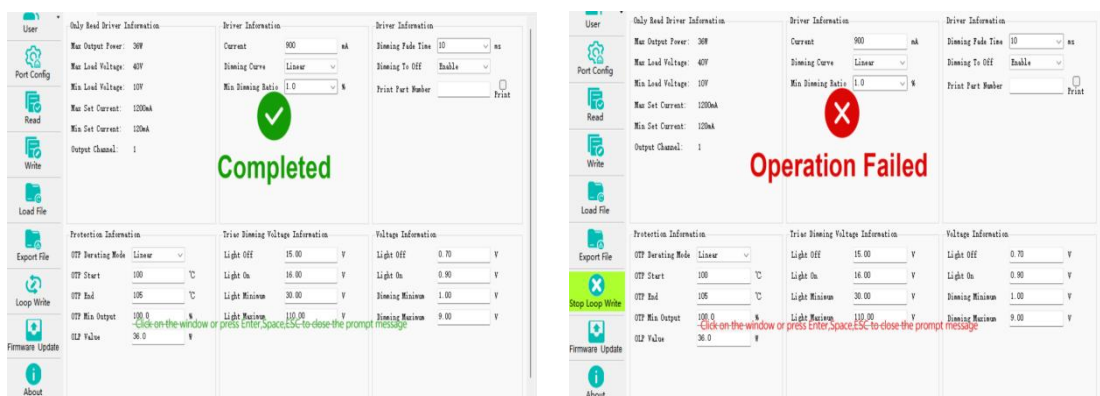 User
Port Config
Read
Write
Load File
Export File
Loop Write
Firmware Update
About
Only Read Driver Information
Max Output Power: 36W
Max Load Voltage: 40V
Min Load Voltage: 10V
Max Set Current: 1200mA
Min Set Current: 120mA
Output Channel: 1
Driver Information
Current 900 mA
Dimming Curve Linear
Min Dimming Ratio 1.0 %
Driver Information
Dimming Fade Time 10 ms
Dimming To Off Enable
Print Part Number Print
Completed
Protection Information
OTP Derating Mode Linear
OTP Start 100 ℃
OTP End 105 ℃
OTP Min Output 100.0 %
OLP Value 36.0 W
Triac Dimming Voltage Information
Light Off 15.00 V
Light On 16.00 V
Light Minimum 30.00 V
Light Maximum 110.00 V
Voltage Information
Light Off 0.70 V
Light On 0.90 V
Dimming Minimum 1.00 V
Dimming Maximum 9.00 V
Click on the window or press Enter,Space,ESC to close the prompt message
User
Port Config
Read
Write
Load File
Export File
Stop Loop Write
Firmware Update
About
Only Read Driver Information
Max Output Power: 36W
Max Load Voltage: 40V
Min Load Voltage: 10V
Max Set Current: 1200mA
Min Set Current: 120mA
Output Channel: 1
Driver Information
Current 900 mA
Dimming Curve Linear
Min Dimming Ratio 1.0 %
Driver Information
Dimming Fade Time 10 ms
Dimming To Off Enable
Print Part Number Print
Operation Failed
Protection Information
OTP Derating Mode Linear
OTP Start 100 ℃
OTP End 105 ℃
OTP Min Output 100.0 %
OLP Value 36.0 W
Triac Dimming Voltage Information
Light Off 15.00 V
Light On 16.00 V
Light Minimum 30.00 V
Light Maximum 110.00 V
Voltage Information
Light Off 0.70 V
Light On 0.90 V
Dimming Minimum 1.00 V
Dimming Maximum 9.00 V
Click on the window or press Enter,Space,ESC to close the prompt message